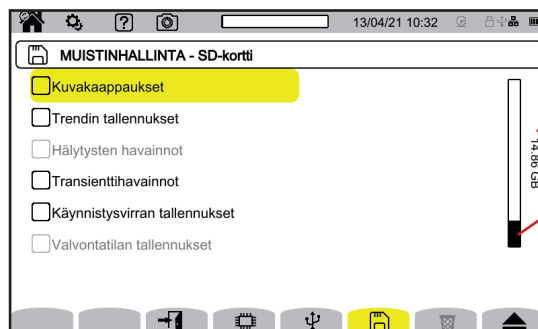 13/04/21 10:32
MUISTINHALLINTA - SD-kortti
Kuvakaappaukset
Trendin tallennukset
Hälytysten havainnot
Transienttihavainnot
Käynnistysvirran tallennukset
Valvontatilan tallennukset
14.86 GB